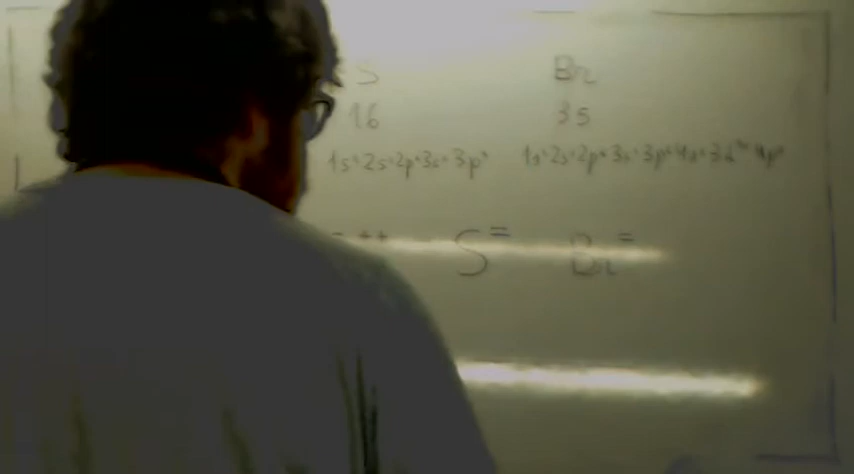 S Br
16 35
1s²2s²2p⁶3s²3p⁴ 1s²2s²2p⁶3s²3p⁶4s²3d¹⁰4p⁵
++ S= Br=